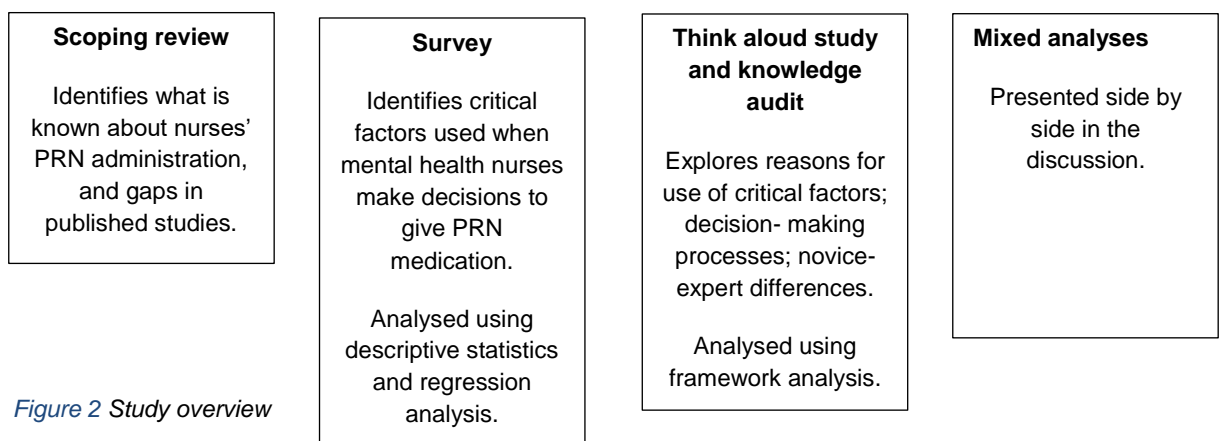 Scoping review
Identifies what is
known about nurses’
PRN administration,
and gaps in
published studies.
Survey
Identifies critical
factors used when
mental health nurses
make decisions to
give PRN
medication.
Analysed using
descriptive statistics
and regression
analysis.
Think aloud study
and knowledge
audit
Explores reasons for
use of critical factors;
decision- making
processes; novice-
expert differences.
Analysed using
framework analysis.
Mixed analyses
Presented side by
side in the
discussion.
Figure 2 Study overview